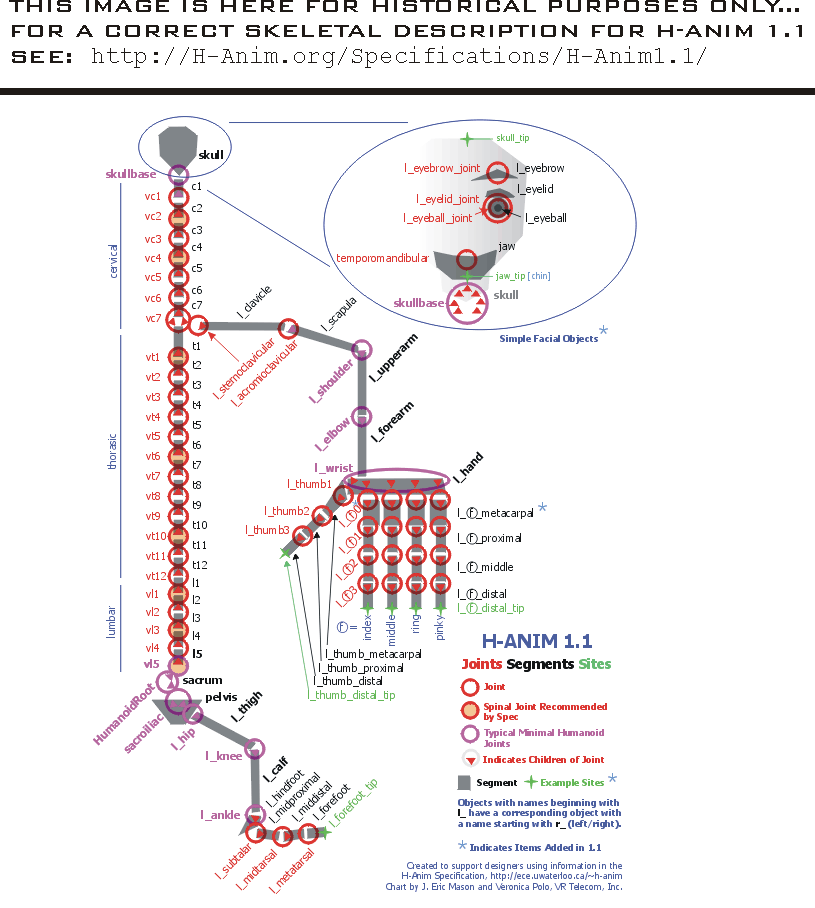 THIS IMAGE IS HERE FOR HISTORICAL PURPOSES ONLY...
FOR A CORRECT SKELETAL DESCRIPTION FOR H-ANIM 1.1
SEE: http://H-Anim.org/Specifications/H-Anim1.1/
skull
skullbase
cervical
vc1
vc2
vc3
vc4
vc5
vc6
vc7
c1
c2
c3
c4
c5
c6
c7
thorasic
vt1
vt2
vt3
vt4
vt5
vt6
vt7
vt8
vt9
vt10
vt11
vt12
t1
t2
t3
t4
t5
t6
t7
t8
t9
t10
t11
t12
lumbar
vl1
vl2
vl3
vl4
vl5
l1
l2
l3
l4
l5
sacrum
pelvis
HumanoidRoot
sacroiliac
l_hip
l_thigh
l_knee
l_calf
l_ankle
l_hindfoot
l_midproximal
l_middistal
l_forefoot
l_forefoot_tip
l_subtalar
l_midtarsal
l_metatarsal
l_clavicle
l_scapula
l_sternoclavicular
l_acromioclavicular
l_shoulder
l_upperarm
l_elbow
l_forearm
l_wrist
l_hand
l_thumb1
l_thumb2
l_thumb3
l_(f)0
l_(f)1
l_(f)2
l_(f)3
l_(f)_metacarpal *
l_(f)_proximal
l_(f)_middle
l_(f)_distal
l_(f)_distal_tip
(f) = index middle ring pinky
l_thumb_metacarpal
l_thumb_proximal
l_thumb_distal
l_thumb_distal_tip
skull_tip
l_eyebrow_joint
l_eyebrow
l_eyelid
l_eyelid_joint
l_eyeball_joint
l_eyeball
jaw
temporomandibular
jaw_tip [chin]
skullbase
skull
Simple Facial Objects *
H-ANIM 1.1
Joints Segments Sites
Joint
Spinal Joint Recommended
by Spec
Typical Minimal Humanoid
Joints
Indicates Children of Joint
Segment
Example Sites *
Objects with names beginning with
l_ have a corresponding object with
a name starting with r_ (left/right).
* Indicates Items Added in 1.1
Created to support designers using information in the
H-Anim Specification, http://ece.uwaterloo.ca/~h-anim
Chart by J. Eric Mason and Veronica Polo, VR Telecom, Inc.